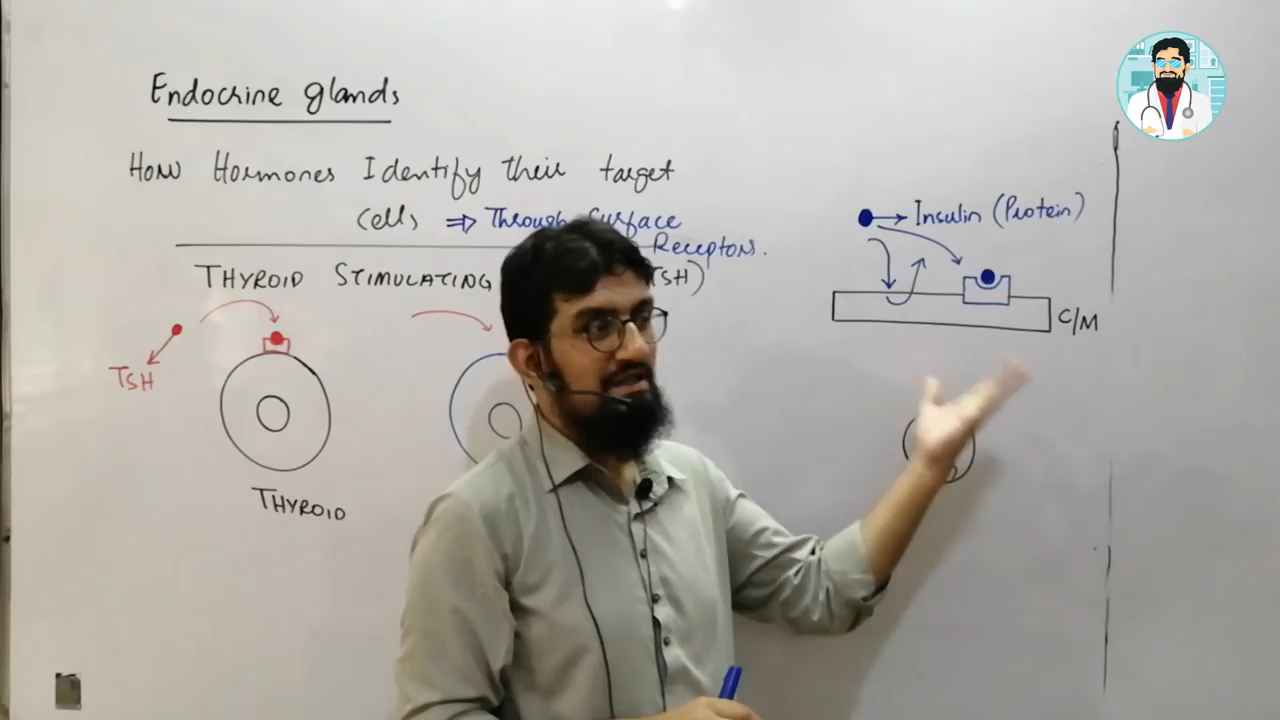 Endocrine glands
How Hormones Identify their target
Cells ⇒ Through Surface
Receptors.
THYROID STIMULATING TSH)
TSH
THYROID
Insulin (Protein)
C/M